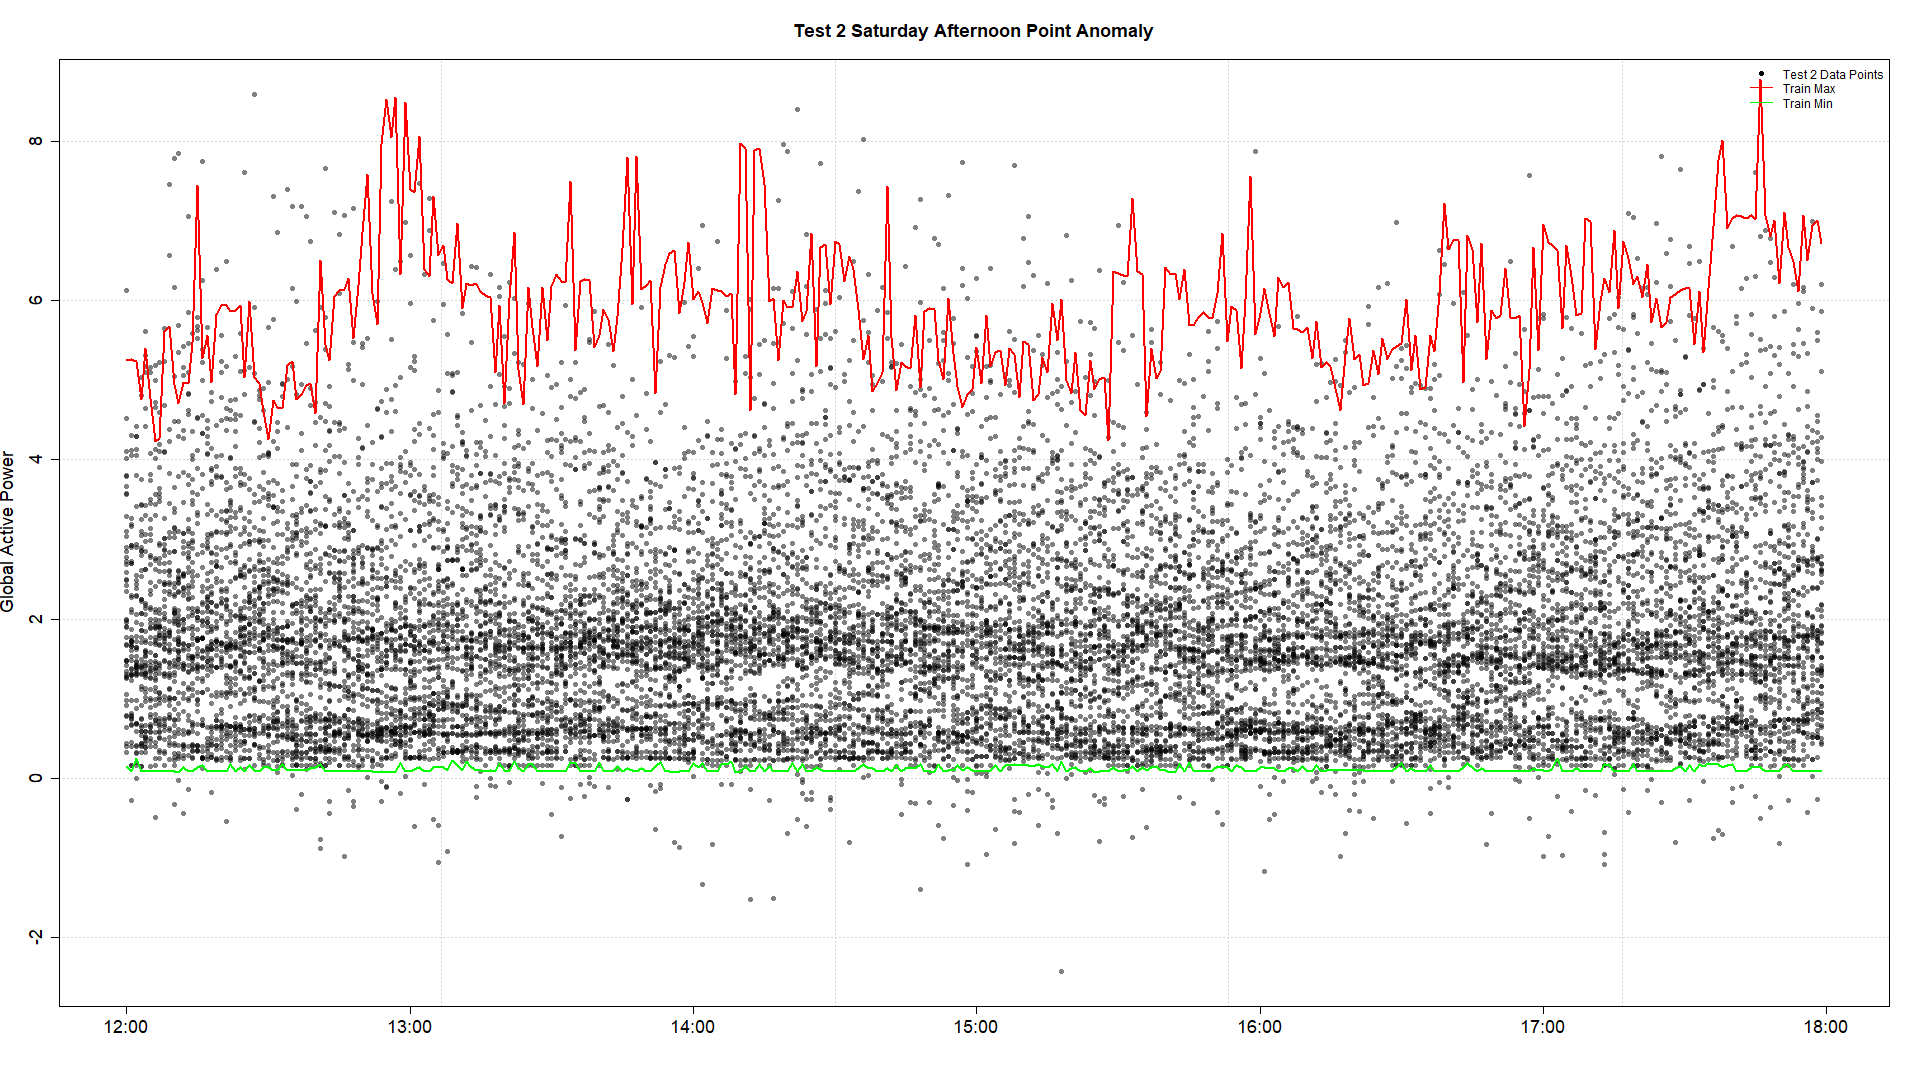 Test 2 Saturday Afternoon Point Anomaly
Test 2 Data Points
Train Max
Train Min
Global Active Power
8
6
4
2
0
-2
12:00 13:00 14:00 15:00 16:00 17:00 18:00